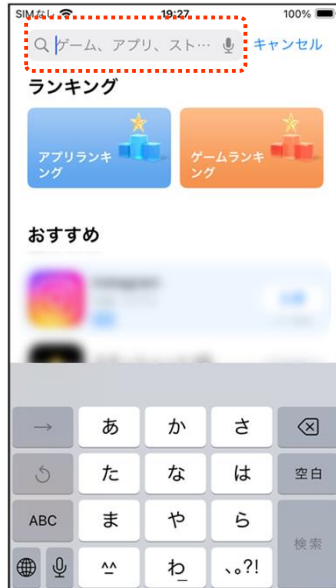 SIMなし 19:27 100%
ゲーム、アプリ、スト… キャンセル
ランキング
アプリランキ
ング
ゲームランキ
ング
おすすめ
→ あ か さ
た な は 空白
ABC ま や ら
^^ わ 、。?! 検索